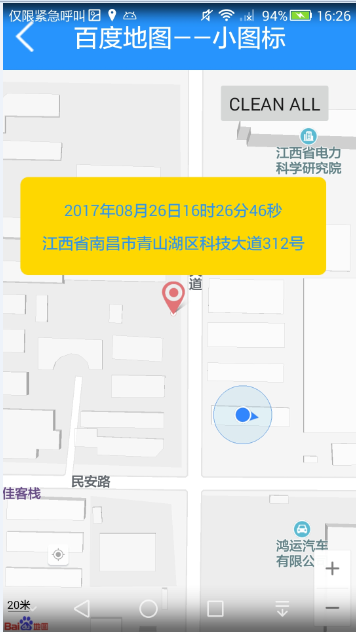 仅限紧急呼叫 94% 16:26
百度地图——小图标
CLEAN ALL
江西省电力
科学研究院
2017年08月26日16时26分46秒
江西省南昌市青山湖区科技大道312号
道
民安路
佳客栈
鸿运汽车
有限公
20米
Bai 地图